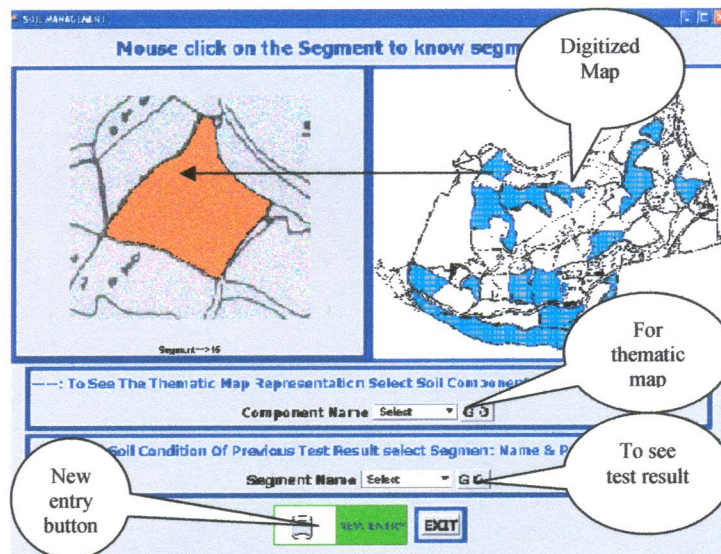 SOIL MANAGEMENT
Mouse click on the Segment to know
Digitized
Map
Segment-->16
For
thematic
map
To See The Thematic Map Representation Select Soil
Component Name Select GO
Soil Condition Of Previous Test Result select Segment Name &
To see
test result
Segment Name Select GO
New
entry
button
NEW ENTRY EXIT